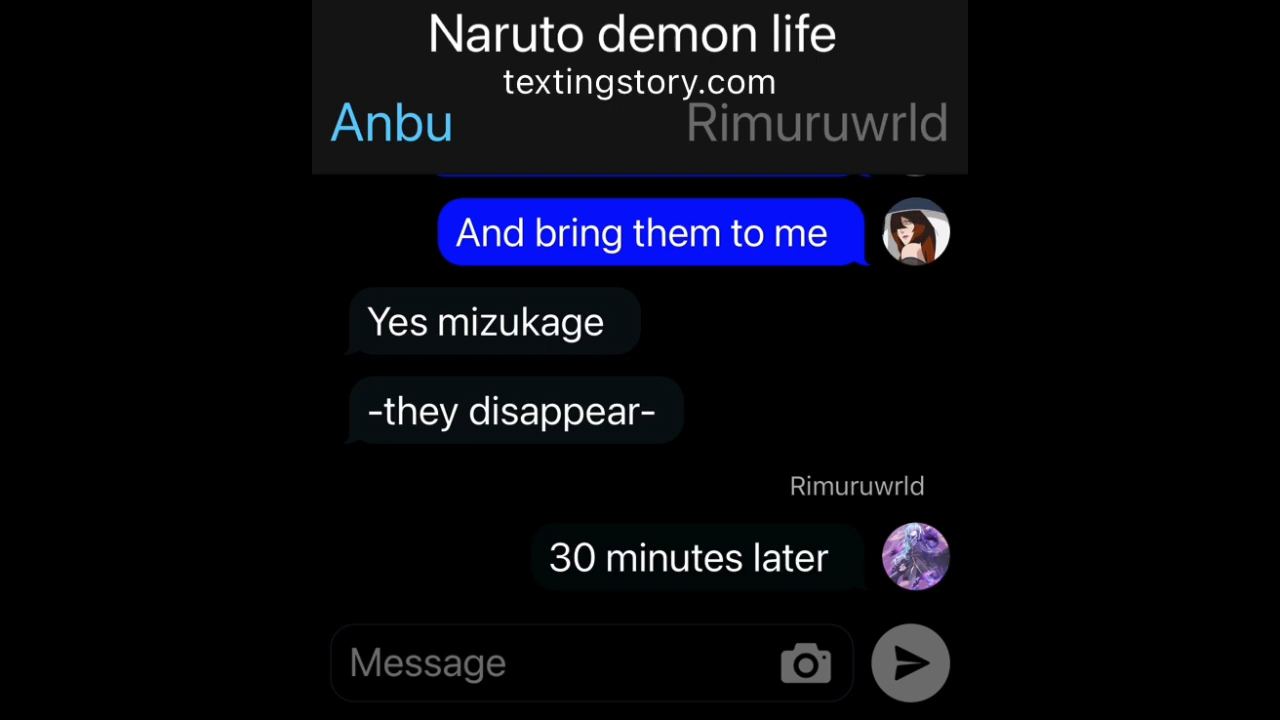 Naruto demon life
textingstory.com
Anbu Rimuruwrld
And bring them to me
Yes mizukage
-they disappear-
Rimuruwrld
30 minutes later
Message